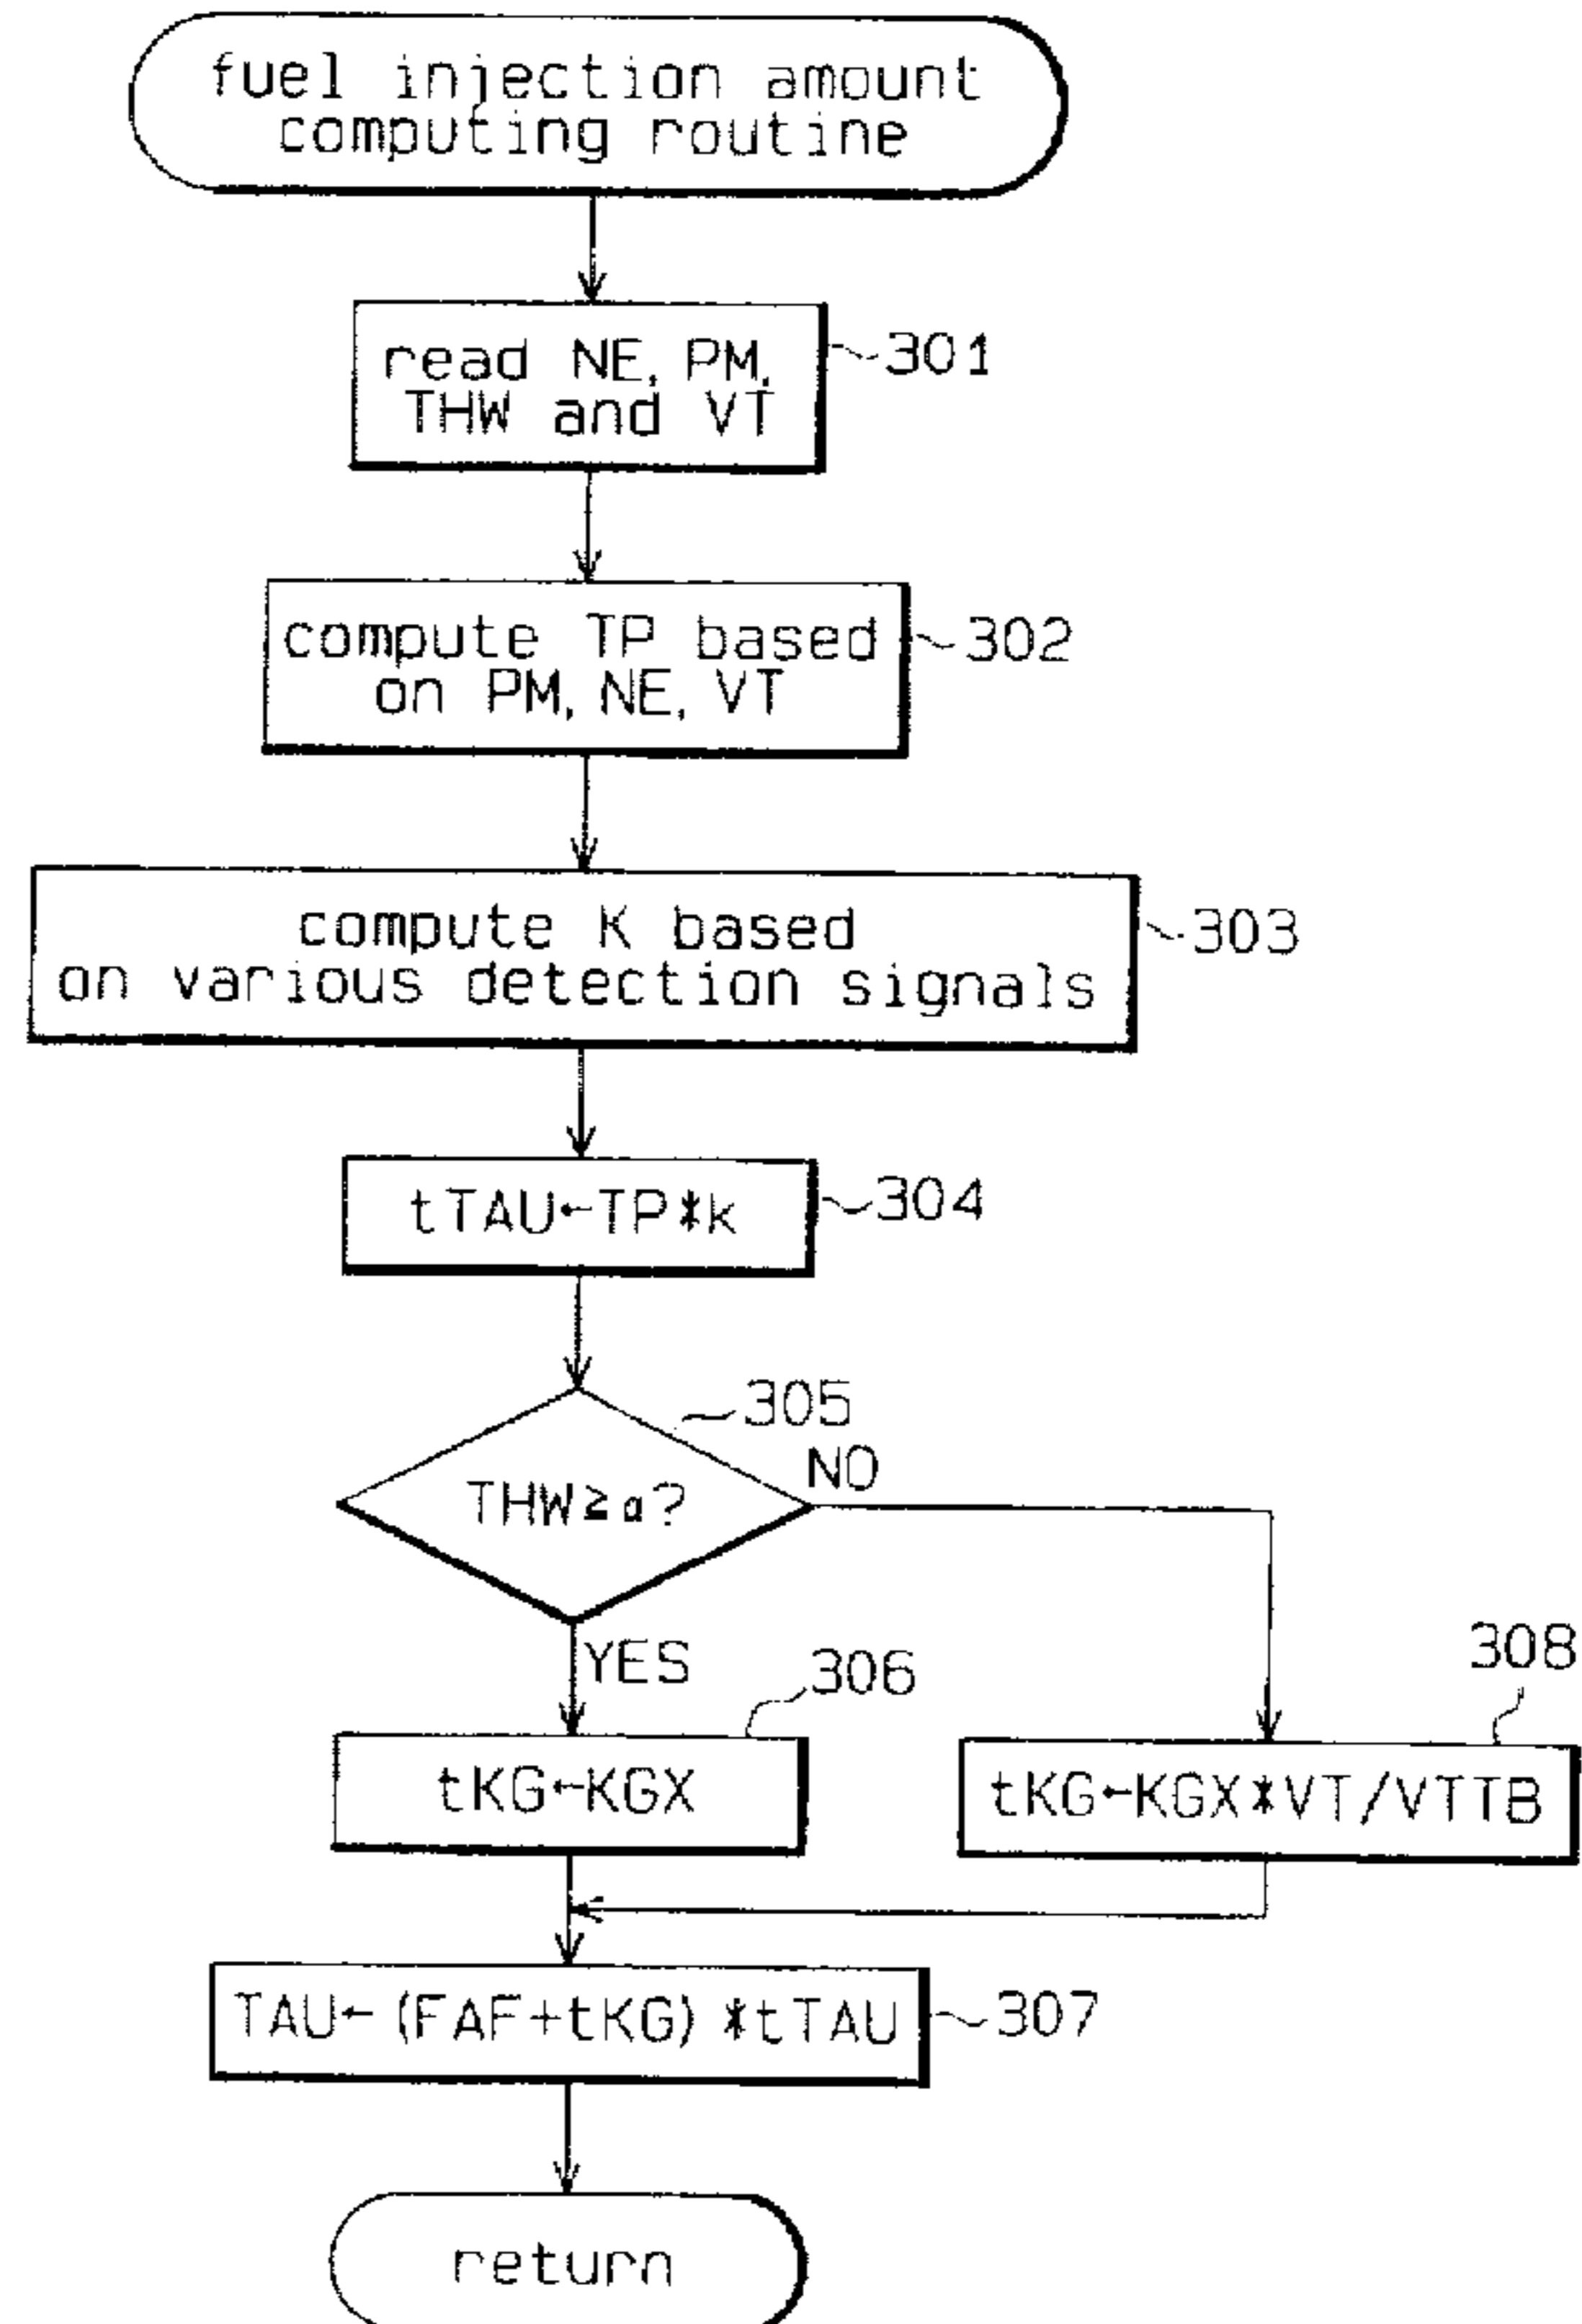 fuel injection amount
computing routine
read NE, PM,
THW and VT
301
compute TP based
on PM, NE, VT
302
compute K based
on various detection signals
303
tTAU←TP*k
304
305
THW≧α?
NO
YES
306
308
tKG←KGX
tKG←KGX*VT/VTTB
TAU←(FAF+tKG)*tTAU
307
return